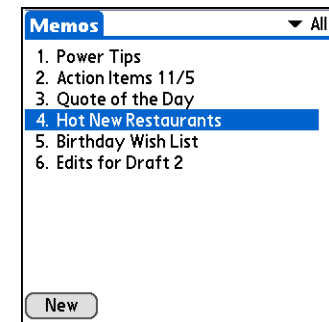 Memos All
1. Power Tips
2. Action Items 11/5
3. Quote of the Day
4. Hot New Restaurants
5. Birthday Wish List
6. Edits for Draft 2
New